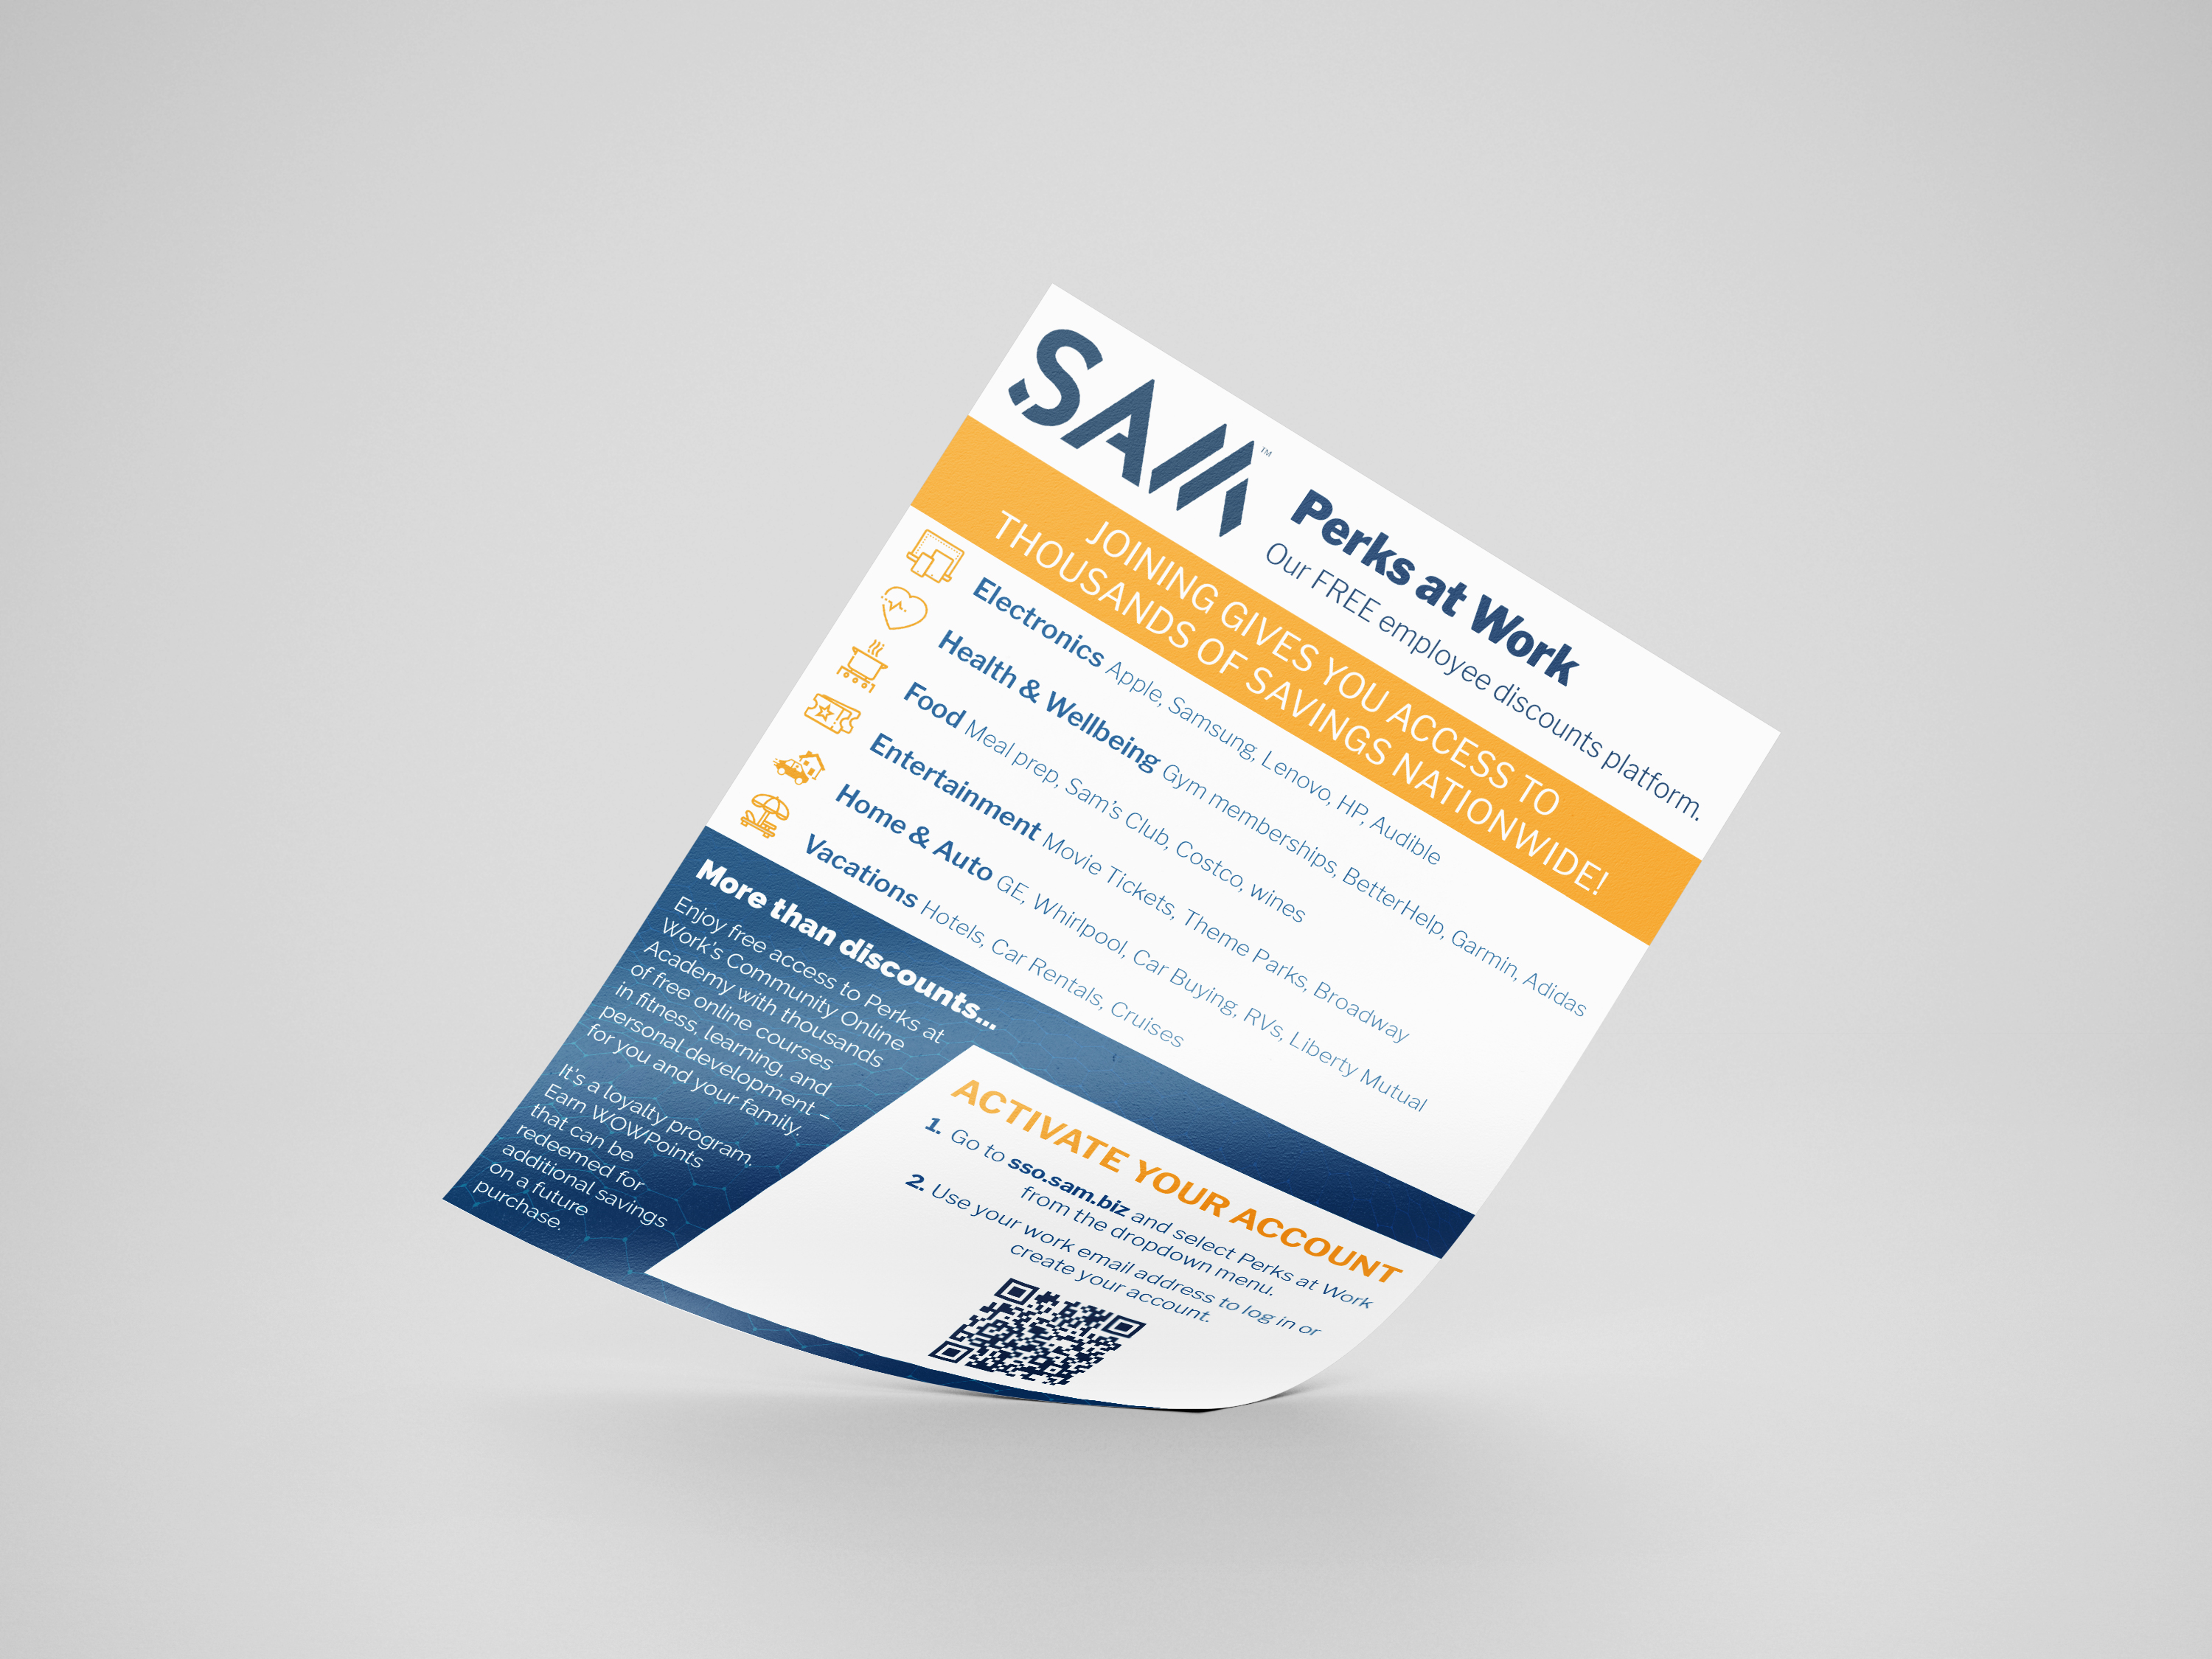 SAM™
Perks at Work
Our FREE employee discounts platform.
JOINING GIVES YOU ACCESS TO
THOUSANDS OF SAVINGS NATIONWIDE!
Electronics Apple, Samsung, Lenovo, HP, Audible
Health & Wellbeing Gym memberships, BetterHelp, Garmin, Adidas
Food Meal prep, Sam's Club, Costco, wines
Entertainment Movie Tickets, Theme Parks, Broadway
Home & Auto GE, Whirlpool, Car Buying, RVs, Liberty Mutual
Vacations Hotels, Car Rentals, Cruises
More than discounts...
Enjoy free access to Perks at
Work's Community Online
Academy with thousands
of free online courses
in fitness, learning, and
personal development –
for you and your family.
It's a loyalty program,
Earn WOWPoints
that can be
redeemed for
additional savings
on a future
purchase.
ACTIVATE YOUR ACCOUNT
1. Go to sso.sam.biz and select Perks at Work
from the dropdown menu.
2. Use your work email address to log in or
create your account.